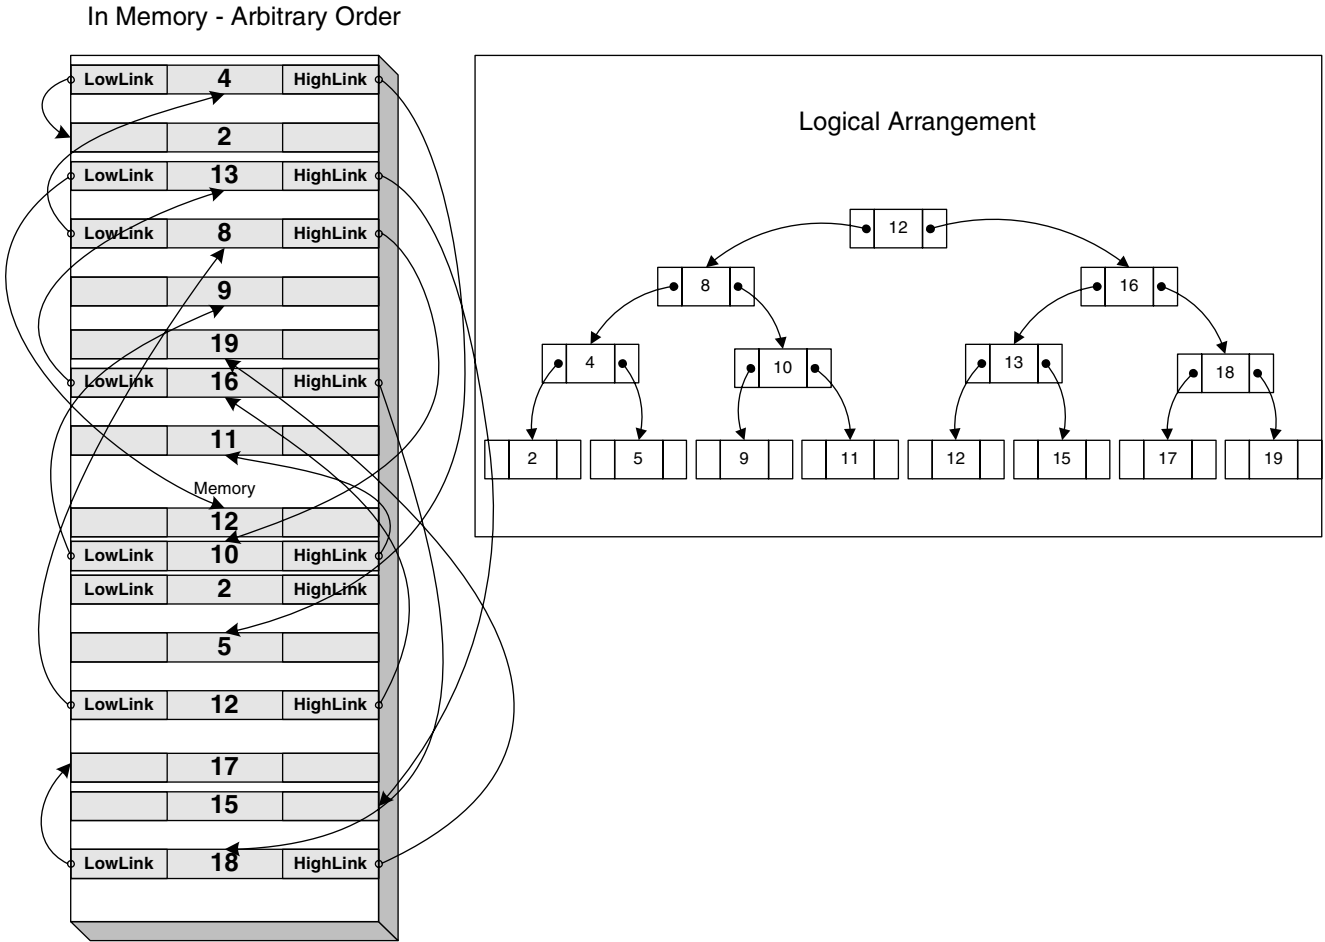 In Memory - Arbitrary Order
LowLink 4 HighLink
2
LowLink 13 HighLink
LowLink 8 HighLink
9
19
LowLink 16 HighLink
11
Memory
12
LowLink 10 HighLink
LowLink 2 HighLink
5
LowLink 12 HighLink
17
15
LowLink 18 HighLink
Logical Arrangement
12
8 16
4 10 13 18
2 5 9 11 12 15 17 19